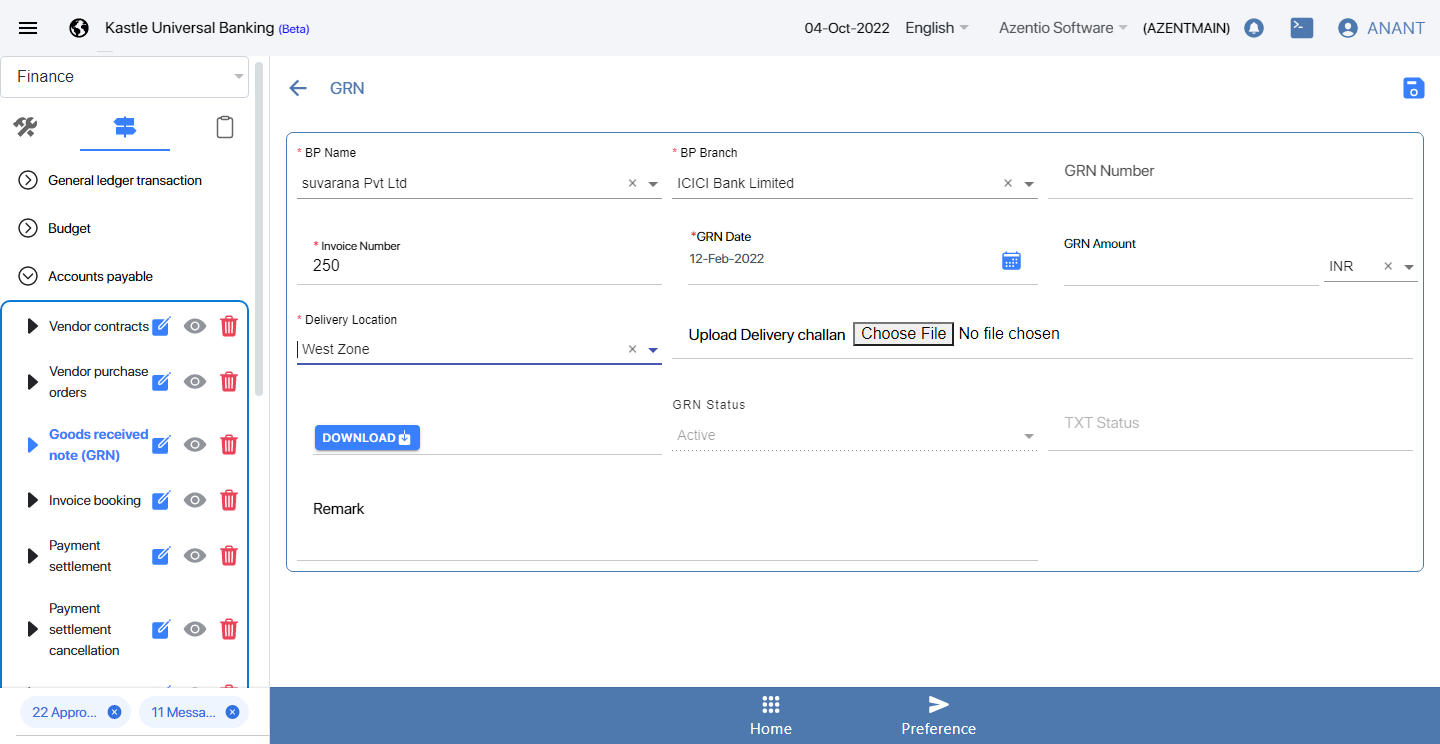 Kastle Universal Banking (Beta)
04-Oct-2022
English
Azentio Software
(AZENTMAIN)
ANANT
Finance
General ledger transaction
Budget
Accounts payable
Vendor contracts
Vendor purchase
orders
Goods received
note (GRN)
Invoice booking
Payment
settlement
Payment
settlement
cancellation
22 Appro...
11 Messa...
GRN
* BP Name
suvarana Pvt Ltd
* BP Branch
ICICI Bank Limited
GRN Number
* Invoice Number
250
*GRN Date
12-Feb-2022
GRN Amount
INR
* Delivery Location
West Zone
Upload Delivery challan Choose File No file chosen
DOWNLOAD
GRN Status
Active
TXT Status
Remark
Home
Preference